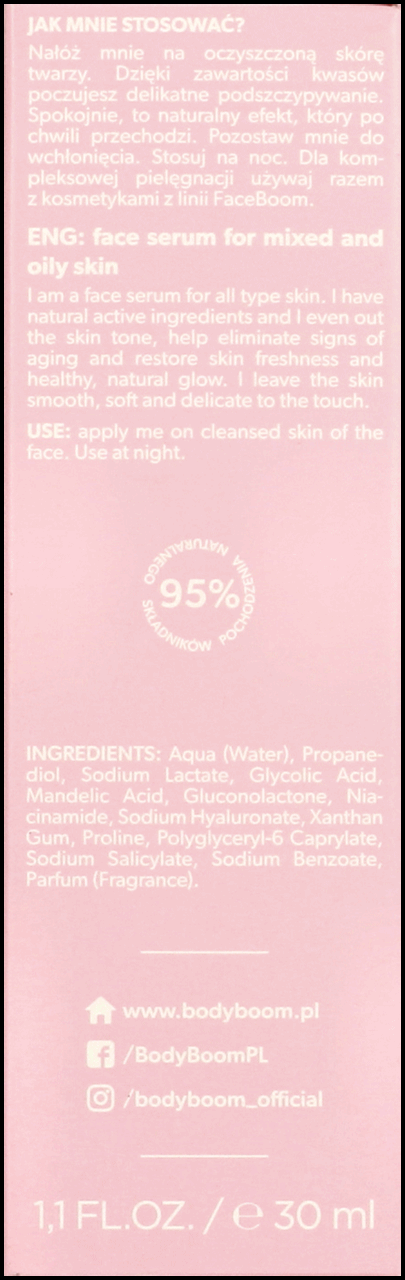 JAK MNIE STOSOWAĆ?
Nałóż mnie na oczyszczoną skórę
twarzy. Dzięki zawartości kwasów
poczujesz delikatne podszczypywanie.
Spokojnie, to naturalny efekt, który po
chwili przechodzi. Pozostaw mnie do
wchłonięcia. Stosuj na noc. Dla kom-
pleksowej pielęgnacji używaj razem
z kosmetykami z linii FaceBoom.
ENG: face serum for mixed and
oily skin
I am a face serum for all type skin. I have
natural active ingredients and I even out
the skin tone, help eliminate signs of
aging and restore skin freshness and
healthy, natural glow. I leave the skin
smooth, soft and delicate to the touch.
USE: apply me on cleansed skin of the
face. Use at night.
95%
SKŁADNIKÓW POCHODZENIA NATURALNEGO
INGREDIENTS: Aqua (Water), Propane-
diol, Sodium Lactate, Glycolic Acid,
Mandelic Acid, Gluconolactone, Nia-
cinamide, Sodium Hyaluronate, Xanthan
Gum, Proline, Polyglyceryl-6 Caprylate,
Sodium Salicylate, Sodium Benzoate,
Parfum (Fragrance).
www.bodyboom.pl
/BodyBoomPL
/bodyboom_official
1,1 FL.OZ. / ℮ 30 ml